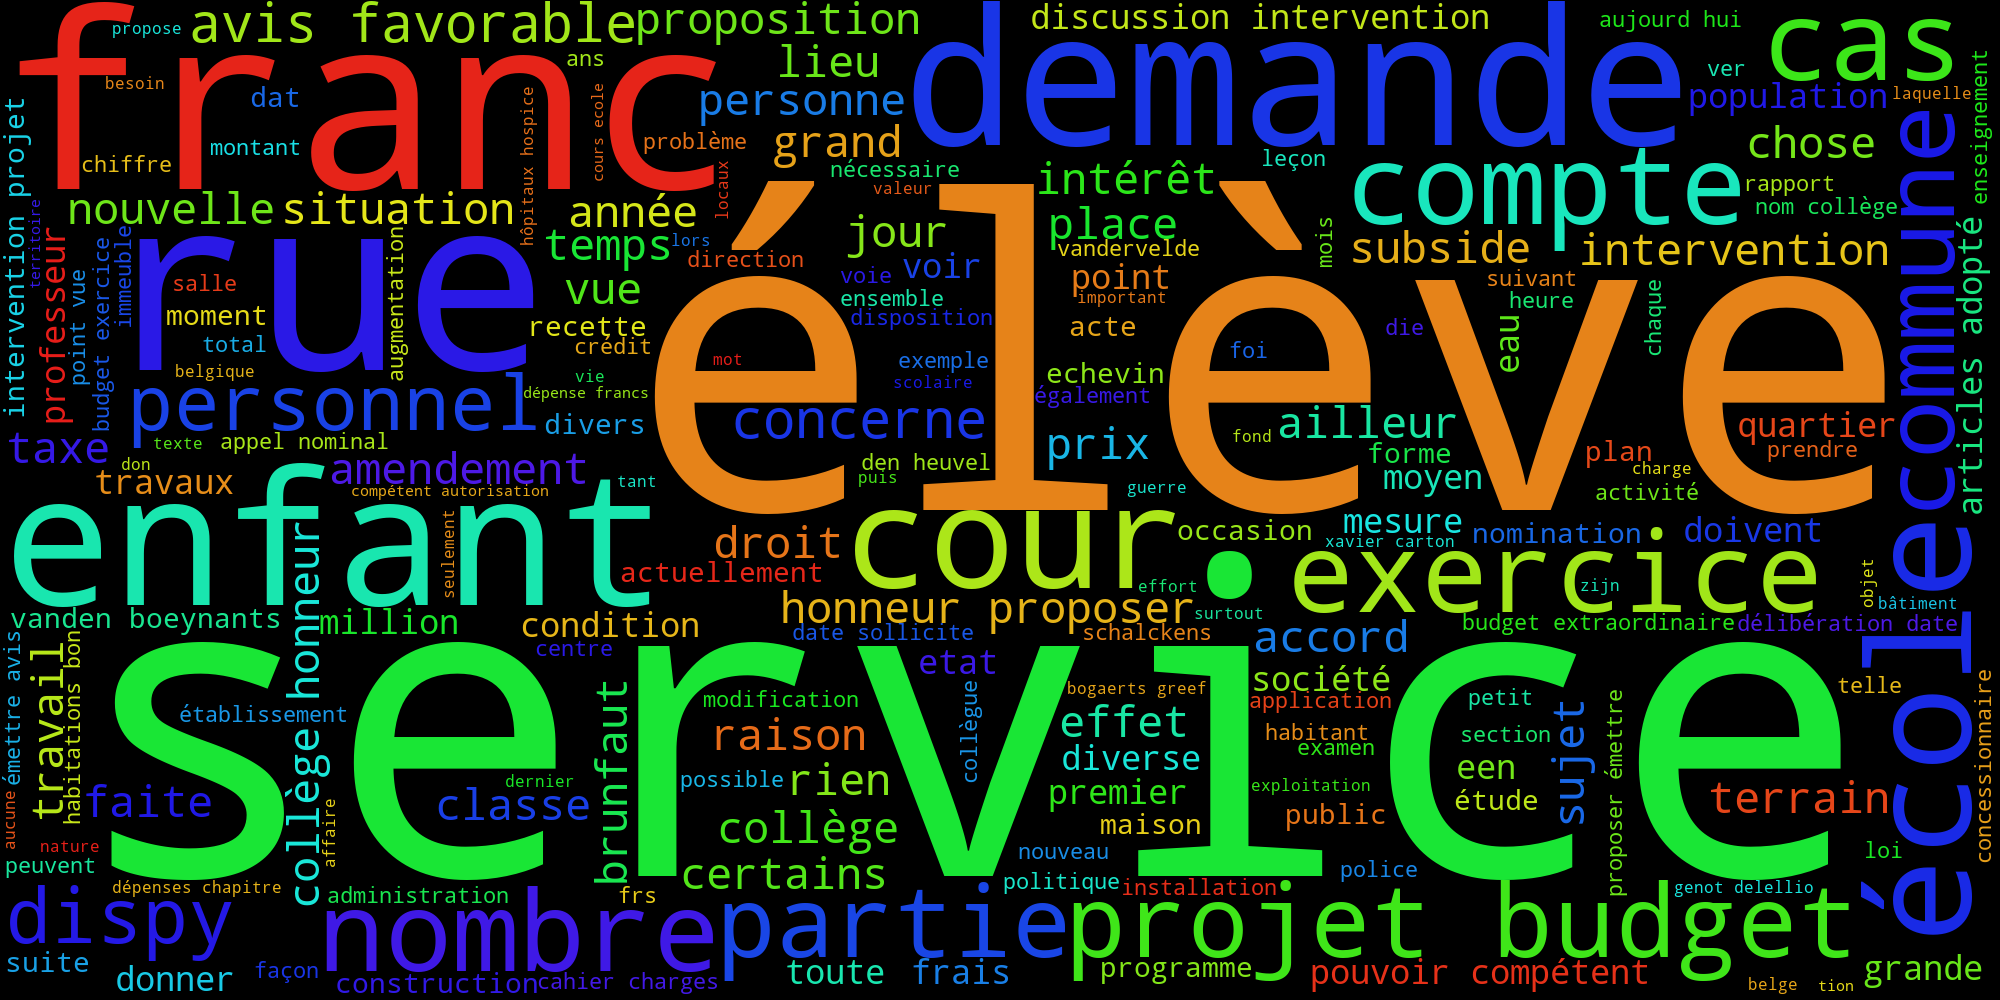 propose
avis favorable
proposition
discussion intervention
aujourd hui
cas
franc
ans
lieu
demande
ver
besoin
dat
personne
population
laquelle
enseignement
intervention projet
montant
chiffre
hôpitaux hospice
cours ecole
problème
grand
nécessaire
leçon
chose
valeur
intérêt
compte
rapport
nom collège
écolecommune
nouvelle
situation
année
locaux
jour
place
mois
territoire
professeur
rue
temps
lors
vandervelde
subside
intervention
articles adopté
budget exercice
immeuble
point vue
augmentation
direction
voie
voir
point
suivant
salle
vue
élève
ensemble
important
heure
chaque
moment
recette
disposition
acte
die
eau
total
crédit
mot
exemple
foi
belgique
vie
scolaire
echevin
personnel
dépense francs
également
concerne
ailleur
quartier
divers
taxe
texte
appel nominal
prix
fond
forme
plan
prendre
don
amendement
den heuvel
moyen
charge
travaux
compétent autorisation
tant
puis
guerre
activité
enfant
seulement
droit
cour
occasion
mesure
xavier carton
nomination
doivent
actuellement
effort
exercice
zijn
objet
bâtiment
honneur proposer
surtout
vanden boeynants
million
condition
date sollicite
schalckens
accord
budget extraordinaire
délibération date
collège honneur
émettre avis
travail
habitations bon
centre
etat
service
société
telle
concessionnaire
établissement
brunfaut
modification
collègue
bogaerts greef
application
petit
sujet
proposer émettre
raison
effet
habitant
section
examen
diverse
dernier
possible
rien
exploitation
een
faite
classe
premier
étude
terrain
aucune
affaire
collège
maison
public
nature
peuvent
nouveau
loi
certains
politique
police
dépenses chapitre
administration
frs
installation
genot delellio
dispy
nombre
partie
projet budget
suite
donner
façon
construction
cahier charges
toute
frais
programme
pouvoir compétent
grande
belge
tion